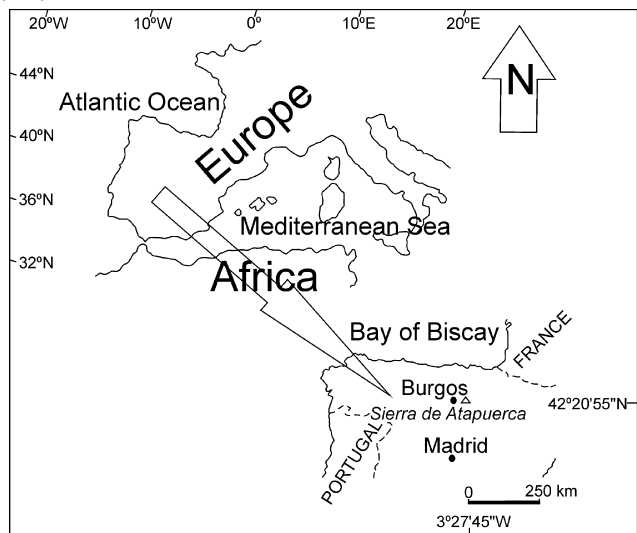 20ºW 10ºW 0º 10ºE 20ºE
N
44ºN
Atlantic Ocean
Europe
40ºN
36ºN
Mediterranean Sea
32ºN
Africa
Bay of Biscay
FRANCE
Burgos
42º20'55"N
Sierra de Atapuerca
PORTUGAL
Madrid
0 250 km
3º27'45"W